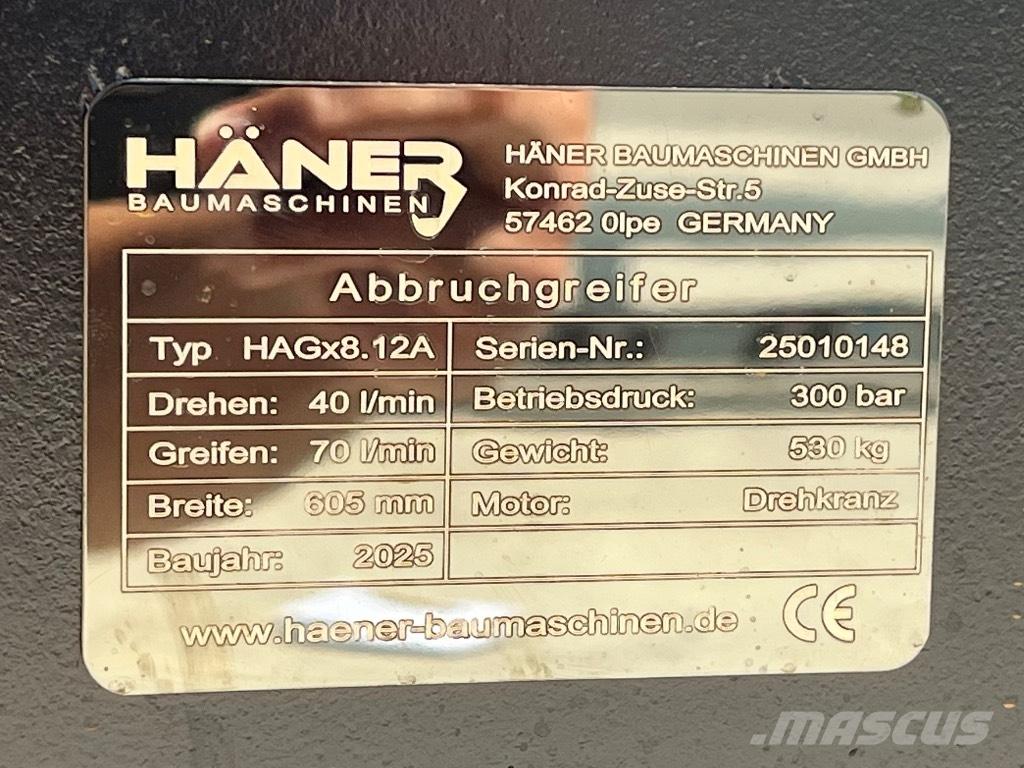 HÄNER
BAUMASCHINEN
HÄNER BAUMASCHINEN GMBH
Konrad-Zuse-Str.5
57462 Olpe GERMANY
Abbruchgreifer
Typ HAGx8.12A
Serien-Nr.: 25010148
Drehen: 40 l/min
Betriebsdruck: 300 bar
Greifen: 70 l/min
Gewicht: 530 kg
Breite: 605 mm
Motor: Drehkranz
Baujahr: 2025
www.haener-baumaschinen.de CE
MASCUS